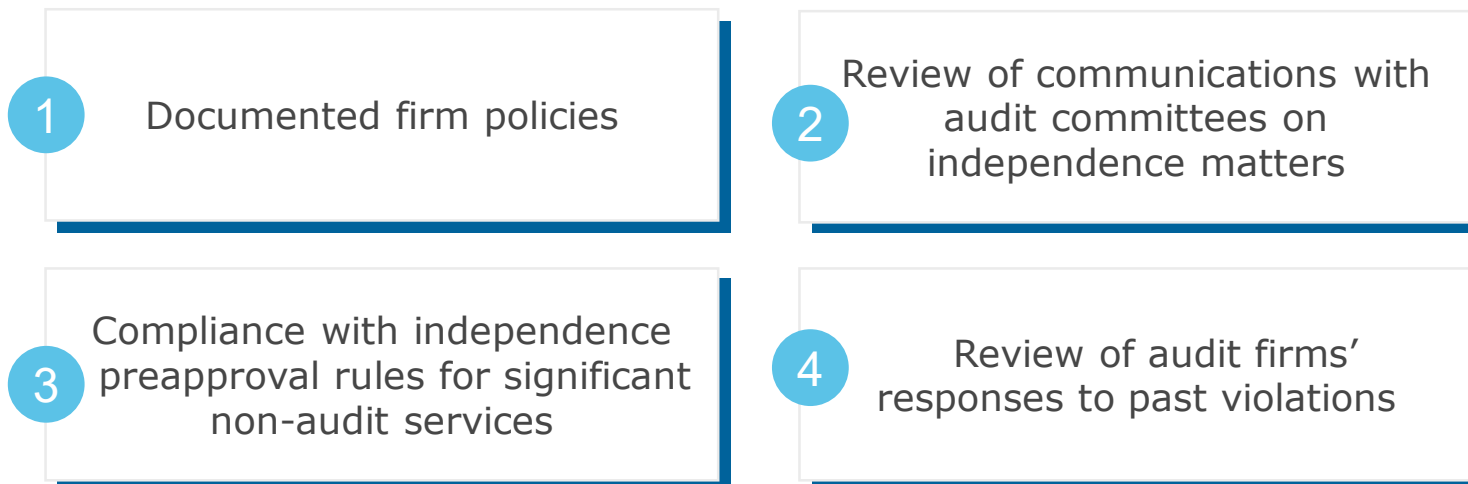 1
Documented firm policies
2
Review of communications with
audit committees on
independence matters
3
Compliance with independence
preapproval rules for significant
non-audit services
4
Review of audit firms’
responses to past violations